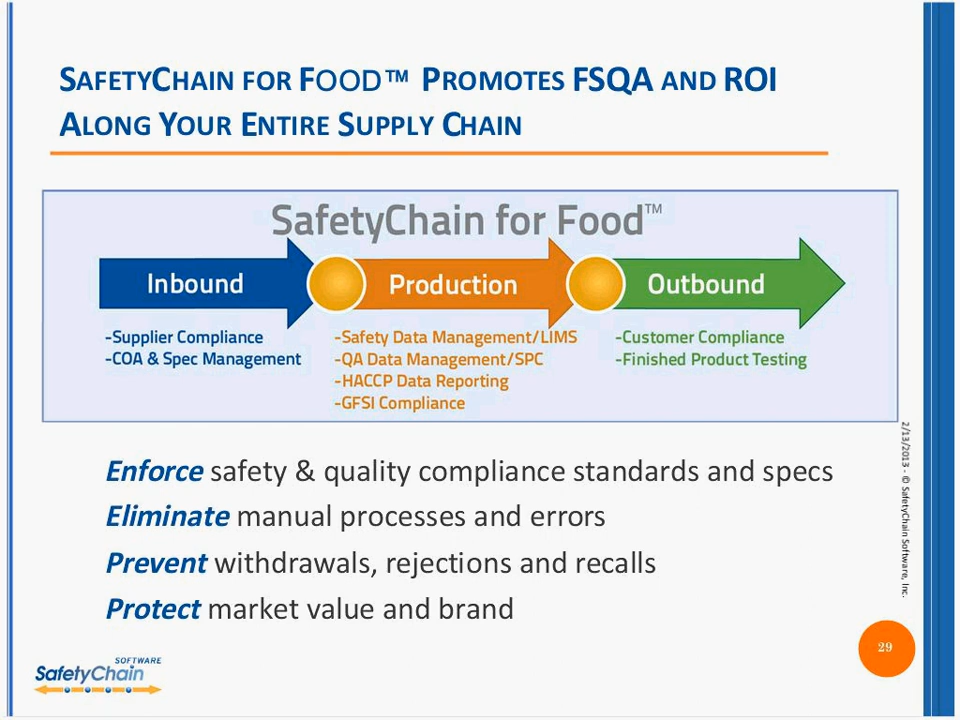 SAFETYCHAIN FOR FOOD™ PROMOTES FSQA AND ROI
ALONG YOUR ENTIRE SUPPLY CHAIN
SafetyChain for Food™
Inbound
Production
Outbound
-Supplier Compliance
-COA & Spec Management
-Safety Data Management/LIMS
-QA Data Management/SPC
-HACCP Data Reporting
-GFSI Compliance
-Customer Compliance
-Finished Product Testing
Enforce safety & quality compliance standards and specs
Eliminate manual processes and errors
Prevent withdrawals, rejections and recalls
Protect market value and brand
2/13/2013 - © SafetyChain Software, Inc.
29
SOFTWARE
SafetyChain